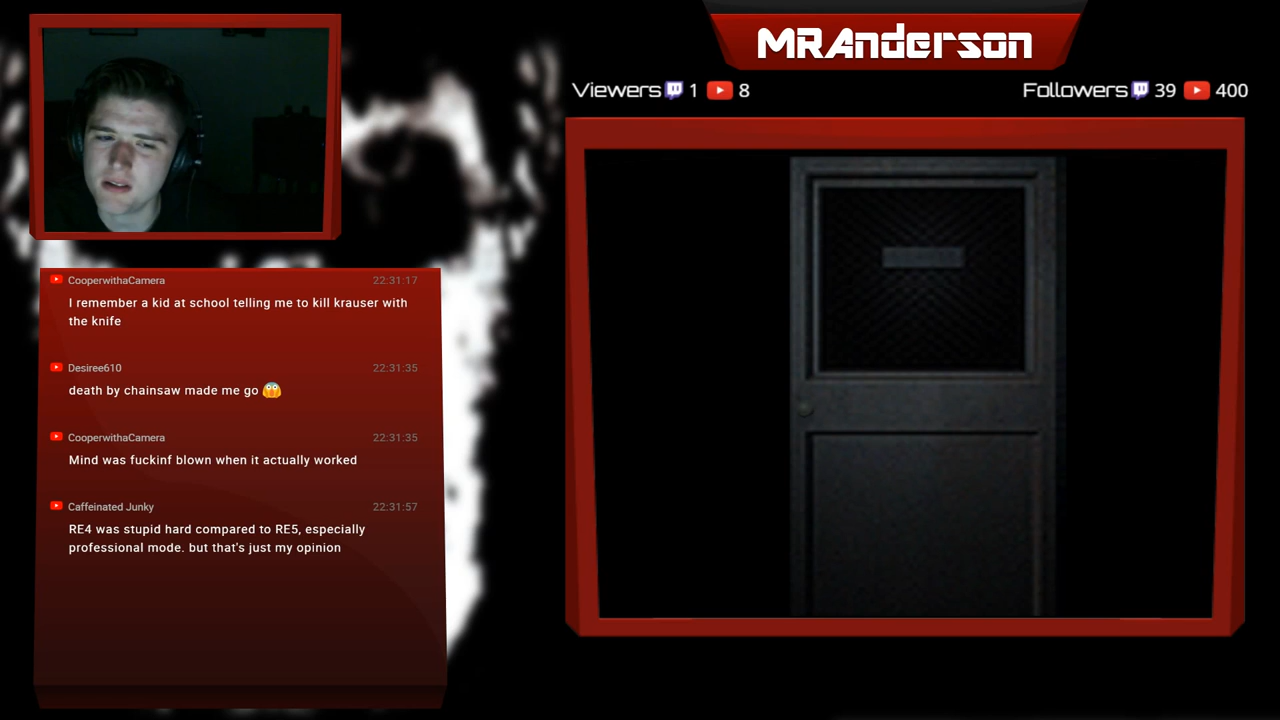 MRAnderson
Viewers 1 8
Followers 39 400
CooperwithaCamera 22:31:17
I remember a kid at school telling me to kill krauser with
the knife
Desiree610 22:31:35
death by chainsaw made me go 😱
CooperwithaCamera 22:31:35
Mind was fuckinf blown when it actually worked
Caffeinated Junky 22:31:57
RE4 was stupid hard compared to RE5, especially
professional mode. but that's just my opinion